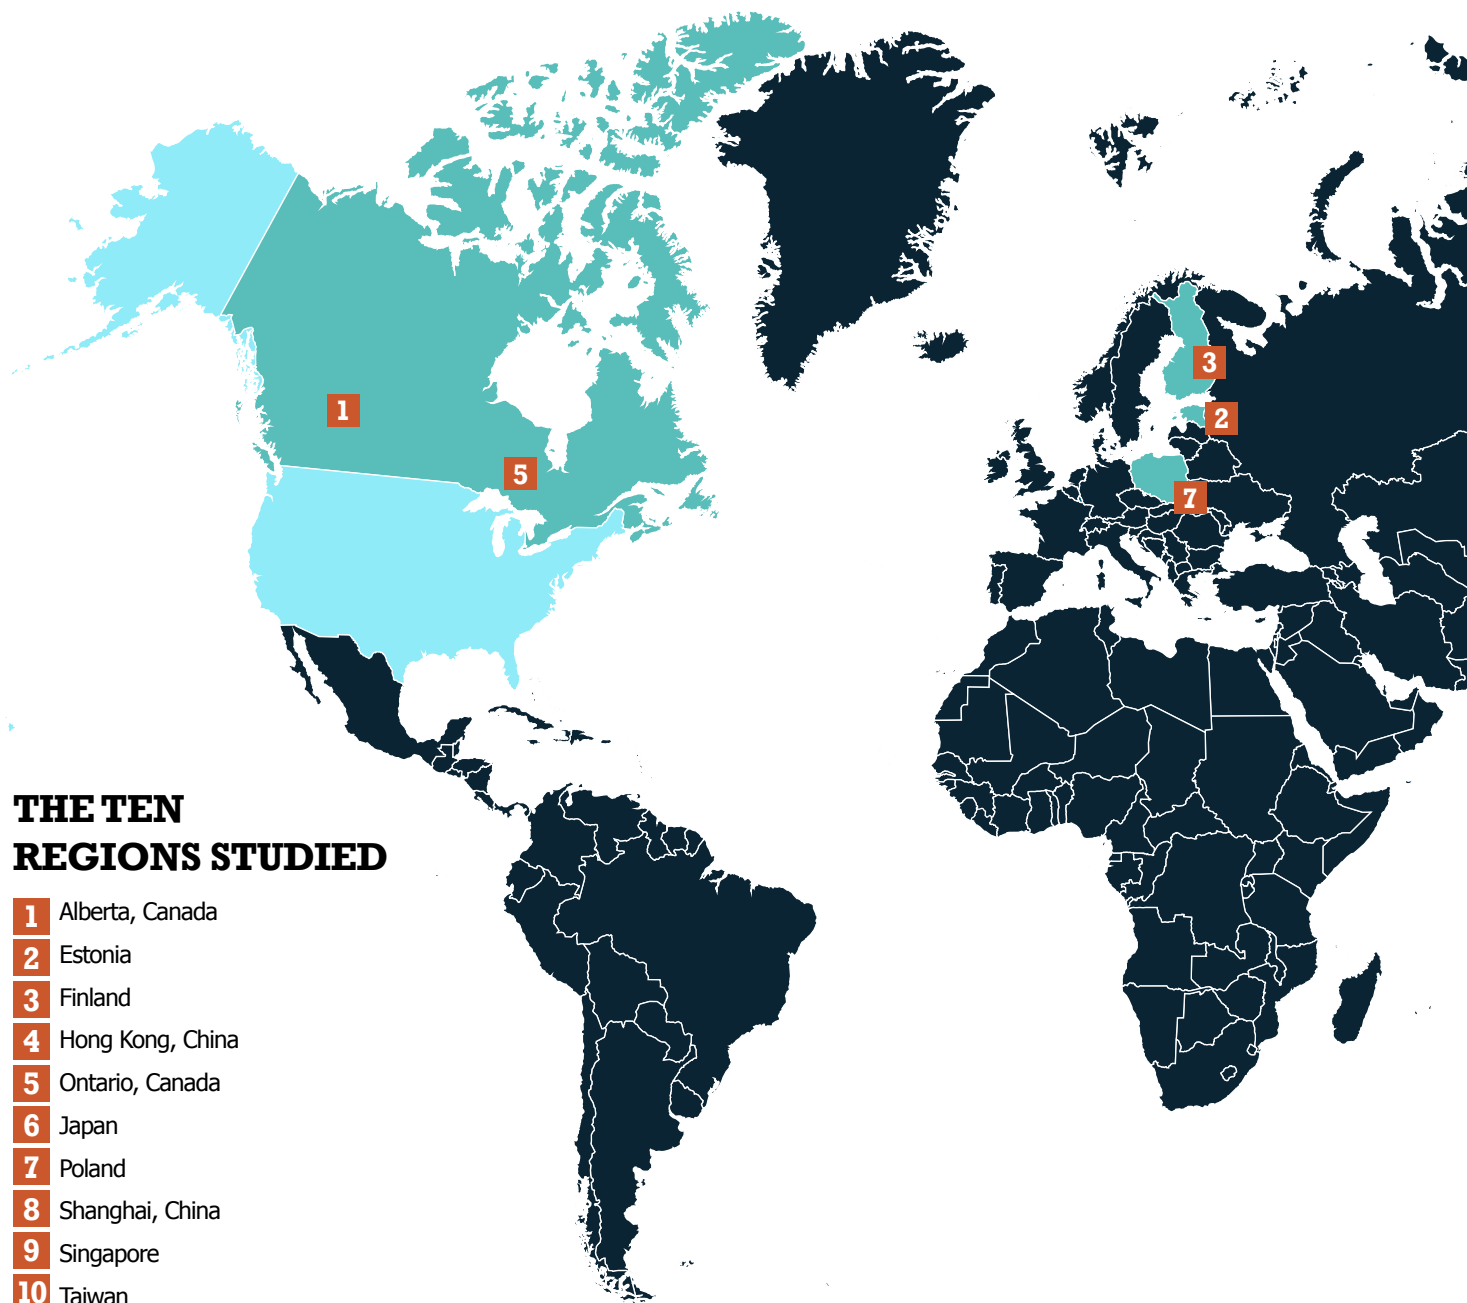 3
1
2
5
7
THE TEN
REGIONS STUDIED
1 Alberta, Canada
2 Estonia
3 Finland
4 Hong Kong, China
5 Ontario, Canada
6 Japan
7 Poland
8 Shanghai, China
9 Singapore
10 Taiwan